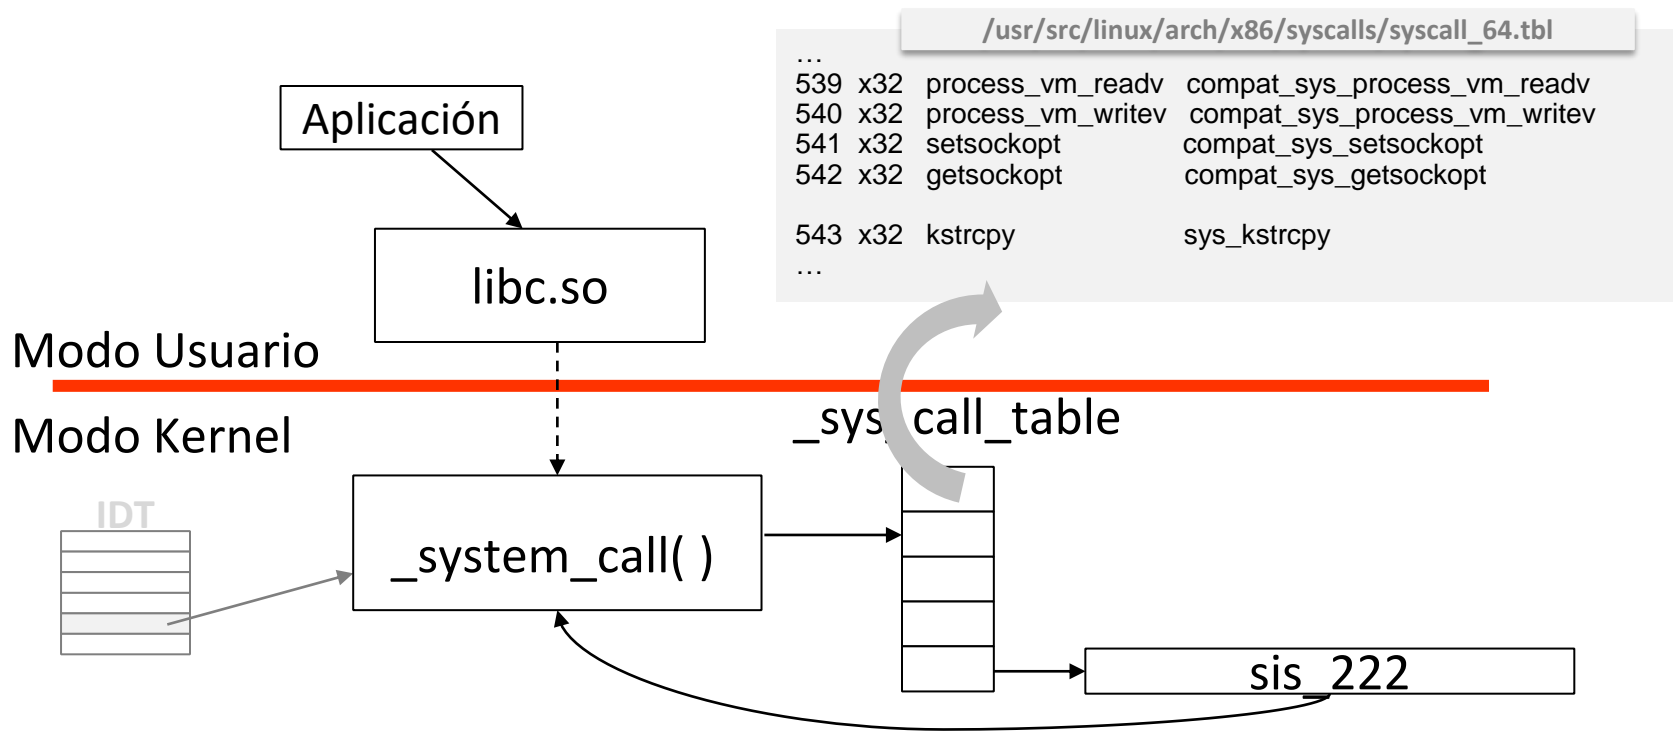 /usr/src/linux/arch/x86/syscalls/syscall_64.tbl
…
539 x32 process_vm_readv compat_sys_process_vm_readv
540 x32 process_vm_writev compat_sys_process_vm_writev
541 x32 setsockopt compat_sys_setsockopt
542 x32 getsockopt compat_sys_getsockopt
543 x32 kstrcpy sys_kstrcpy
…
Aplicación
libc.so
Modo Usuario
Modo Kernel
_sys_call_table
IDT
_system_call( )
sis_222